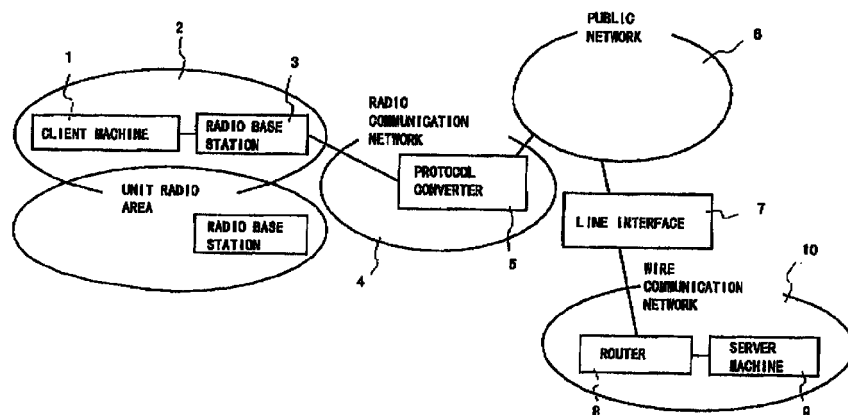 PUBLIC
NETWORK
6
2
1
3
CLIENT MACHINE
RADIO BASE
STATION
RADIO
COMMUNICATION
NETWORK
PROTOCOL
CONVERTER
UNIT RADIO
AREA
RADIO BASE
STATION
4
5
LINE INTERFACE
7
WIRE
COMMUNICATION
NETWORK
10
ROUTER
SERVER
MACHINE
8
9